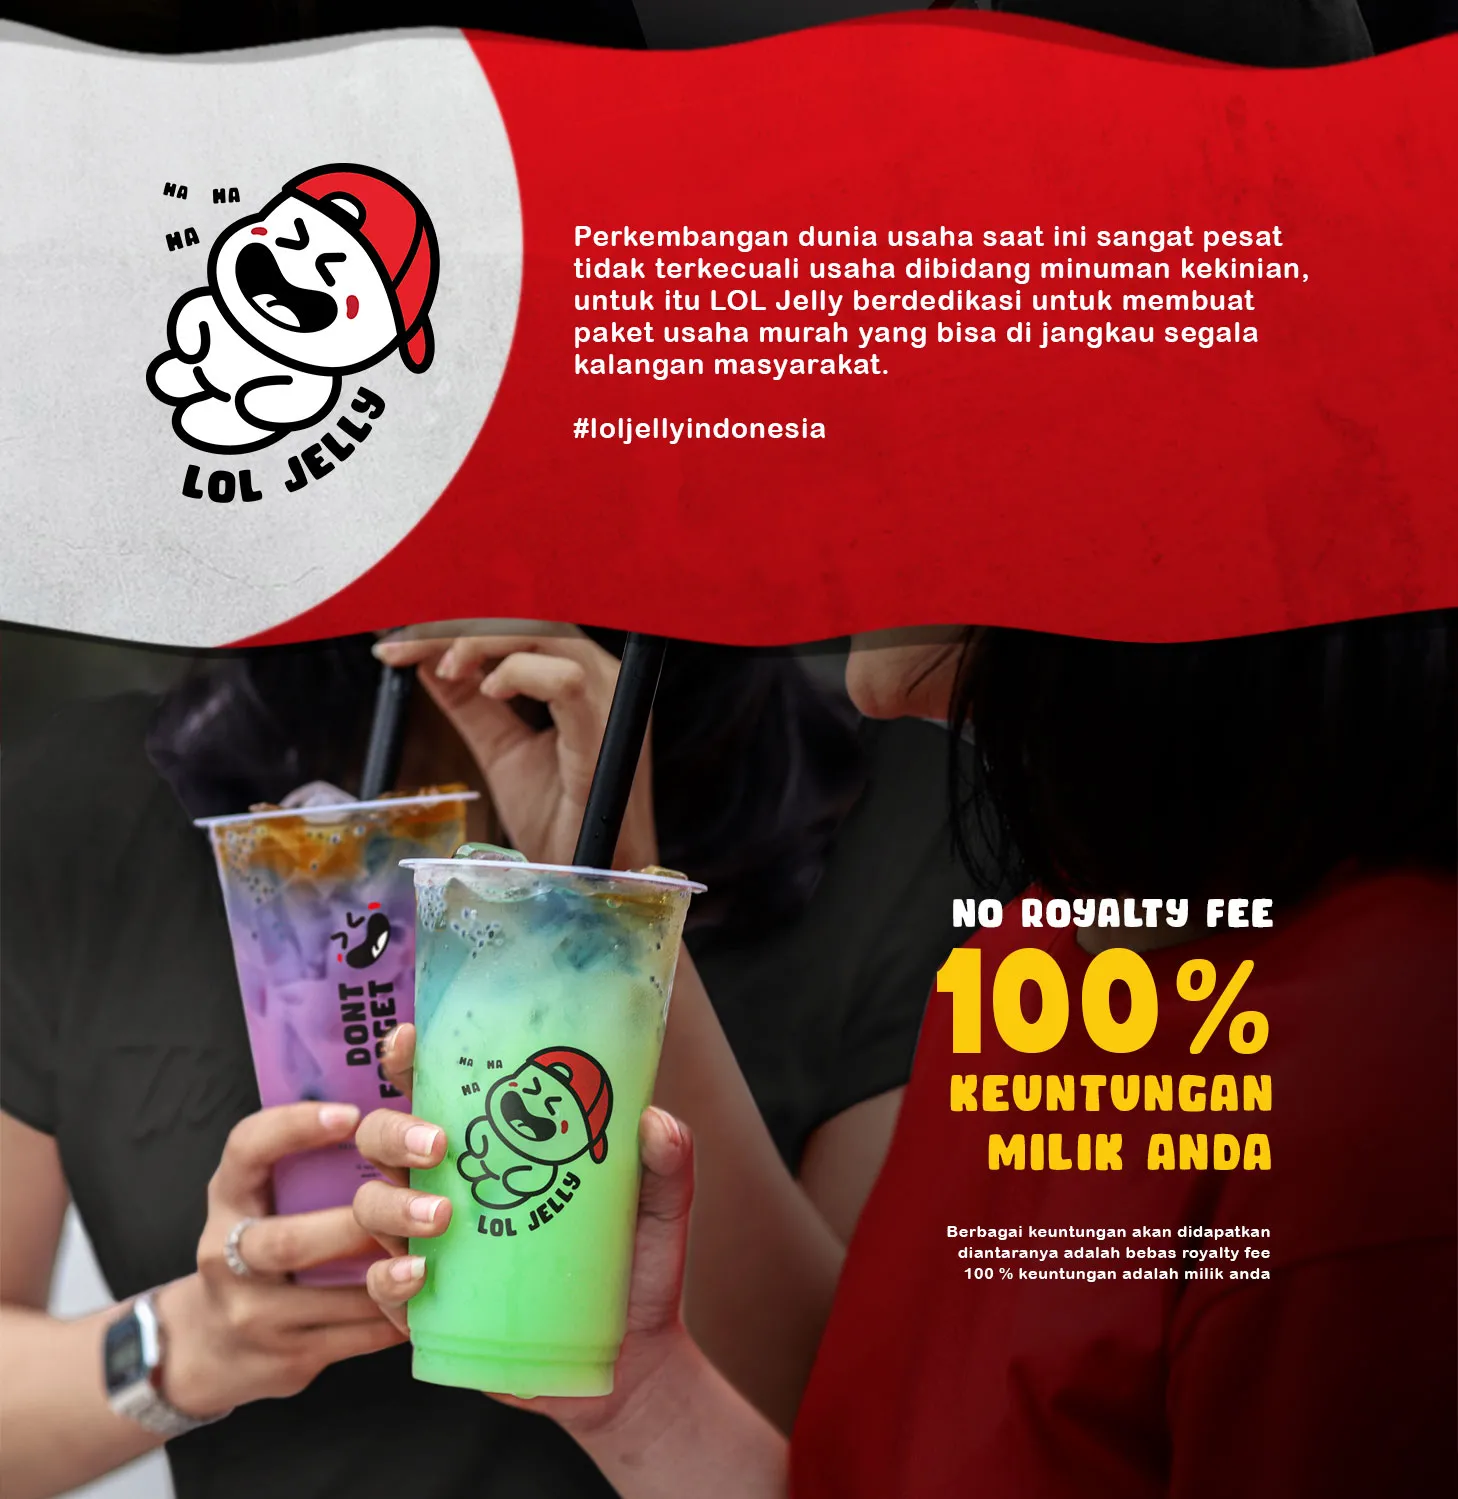 HA HA
HA
LOL JELLY
Perkembangan dunia usaha saat ini sangat pesat
tidak terkecuali usaha dibidang minuman kekinian,
untuk itu LOL Jelly berdedikasi untuk membuat
paket usaha murah yang bisa di jangkau segala
kalangan masyarakat.
#loljellyindonesia
DONT
HA HA
HA
LOL JELLY
NO ROYALTY FEE
100%
KEUNTUNGAN
MILIK ANDA
Berbagai keuntungan akan didapatkan
diantaranya adalah bebas royalty fee
100 % keuntungan adalah milik anda